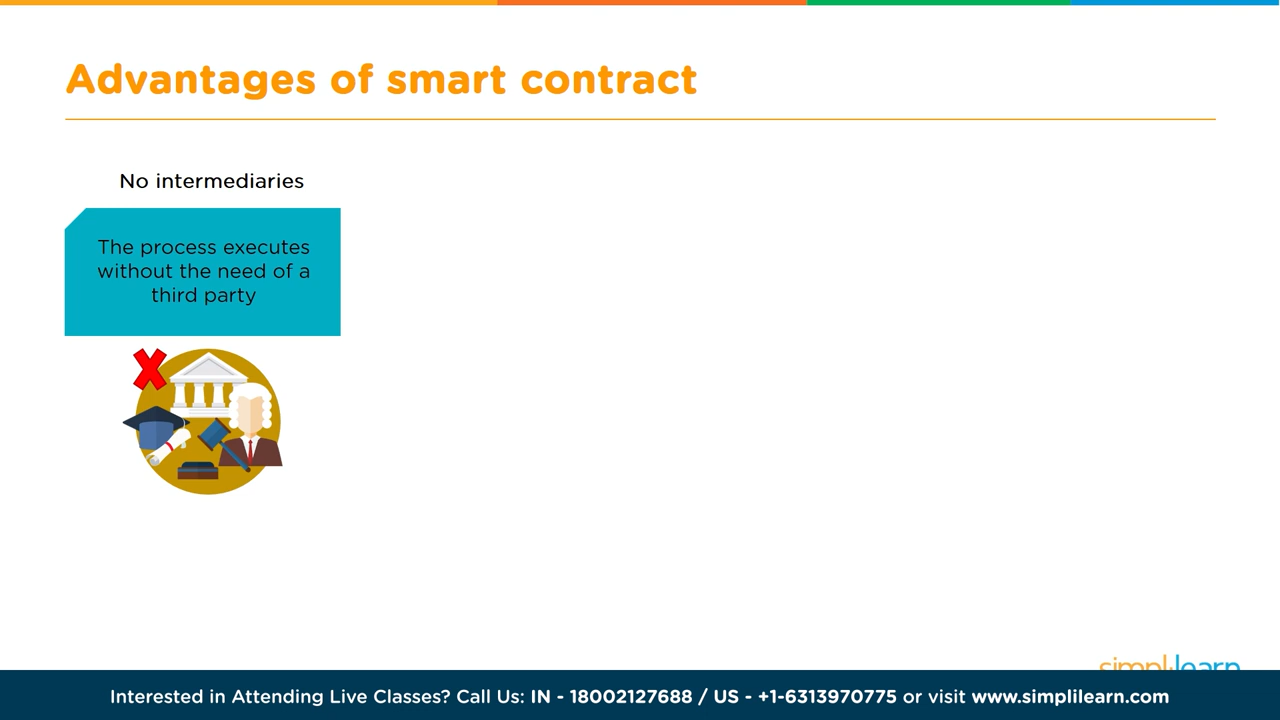 Advantages of smart contract
No intermediaries
The process executes
without the need of a
third party
simplilearn
Interested in Attending Live Classes? Call Us: IN - 18002127688 / US - +1-6313970775 or visit www.simplilearn.com